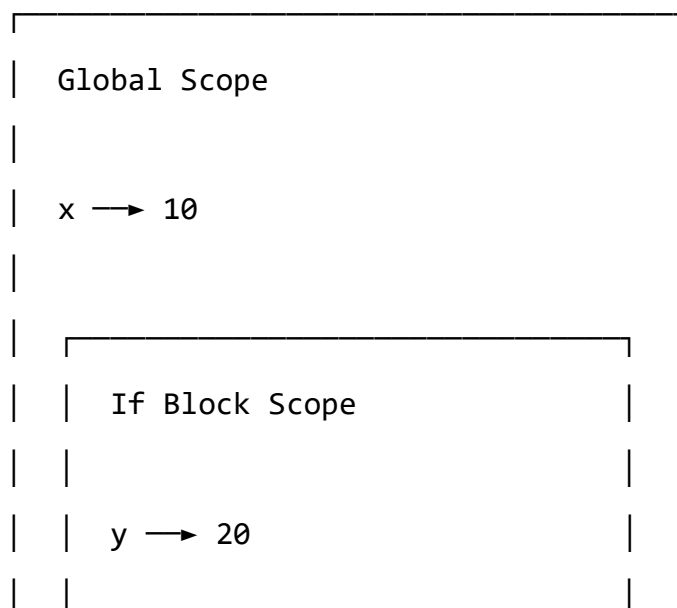 Global Scope
x ──► 10
If Block Scope
y ──► 20